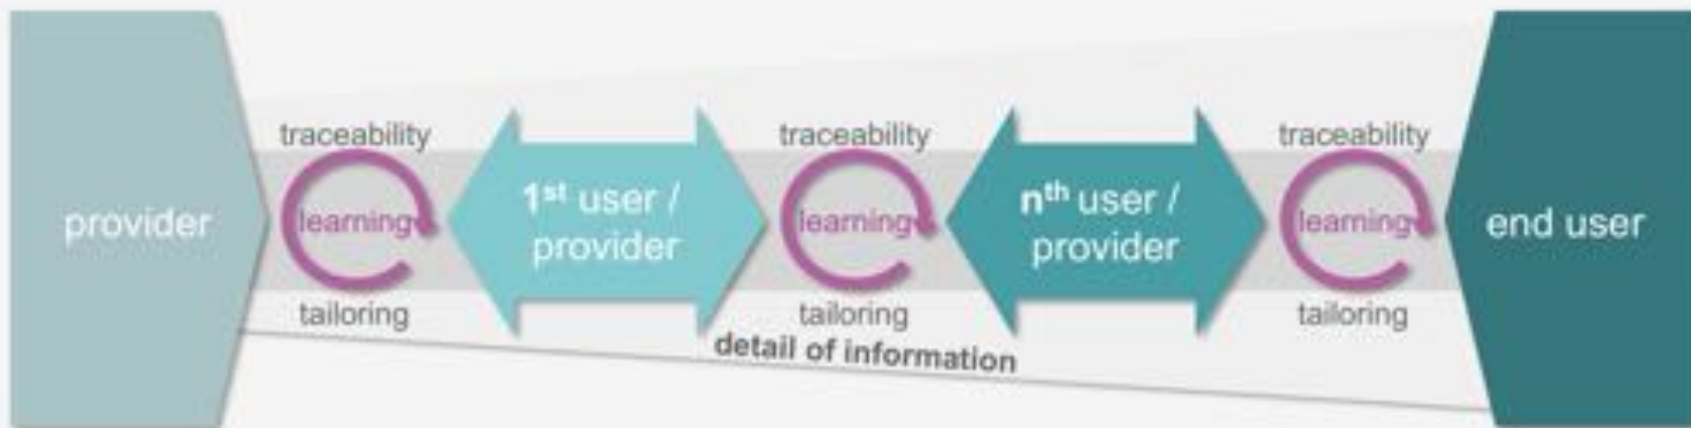 provider
traceability
learning
tailoring
1st user /
provider
traceability
learning
tailoring
detail of information
nth user /
provider
traceability
learning
tailoring
end user